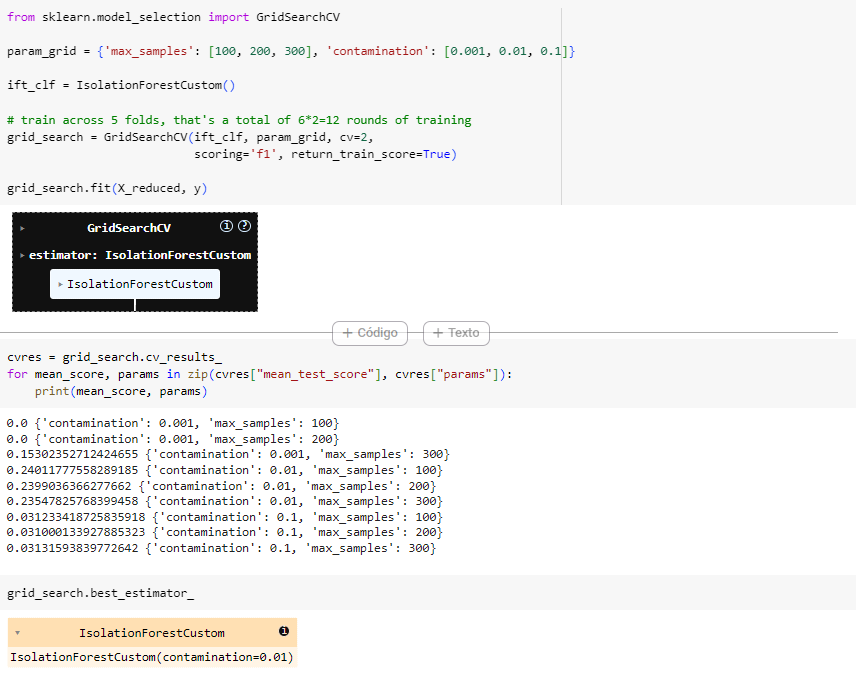 from sklearn.model_selection import GridSearchCV
param_grid = {'max_samples': [100, 200, 300], 'contamination': [0.001, 0.01, 0.1]}
ift_clf = IsolationForestCustom()
# train across 5 folds, that's a total of 6*2=12 rounds of training
grid_search = GridSearchCV(ift_clf, param_grid, cv=2,
                           scoring='f1', return_train_score=True)
grid_search.fit(X_reduced, y)
GridSearchCV
estimator: IsolationForestCustom
IsolationForestCustom
+ Código + Texto
cvres = grid_search.cv_results_
for mean_score, params in zip(cvres["mean_test_score"], cvres["params"]):
    print(mean_score, params)
0.0 {'contamination': 0.001, 'max_samples': 100}
0.0 {'contamination': 0.001, 'max_samples': 200}
0.15302352712424655 {'contamination': 0.001, 'max_samples': 300}
0.24011777558289185 {'contamination': 0.01, 'max_samples': 100}
0.2399036366277662 {'contamination': 0.01, 'max_samples': 200}
0.23547825768399458 {'contamination': 0.01, 'max_samples': 300}
0.031233418725835918 {'contamination': 0.1, 'max_samples': 100}
0.031000133927885323 {'contamination': 0.1, 'max_samples': 200}
0.03131593839772642 {'contamination': 0.1, 'max_samples': 300}
grid_search.best_estimator_
IsolationForestCustom
IsolationForestCustom(contamination=0.01)